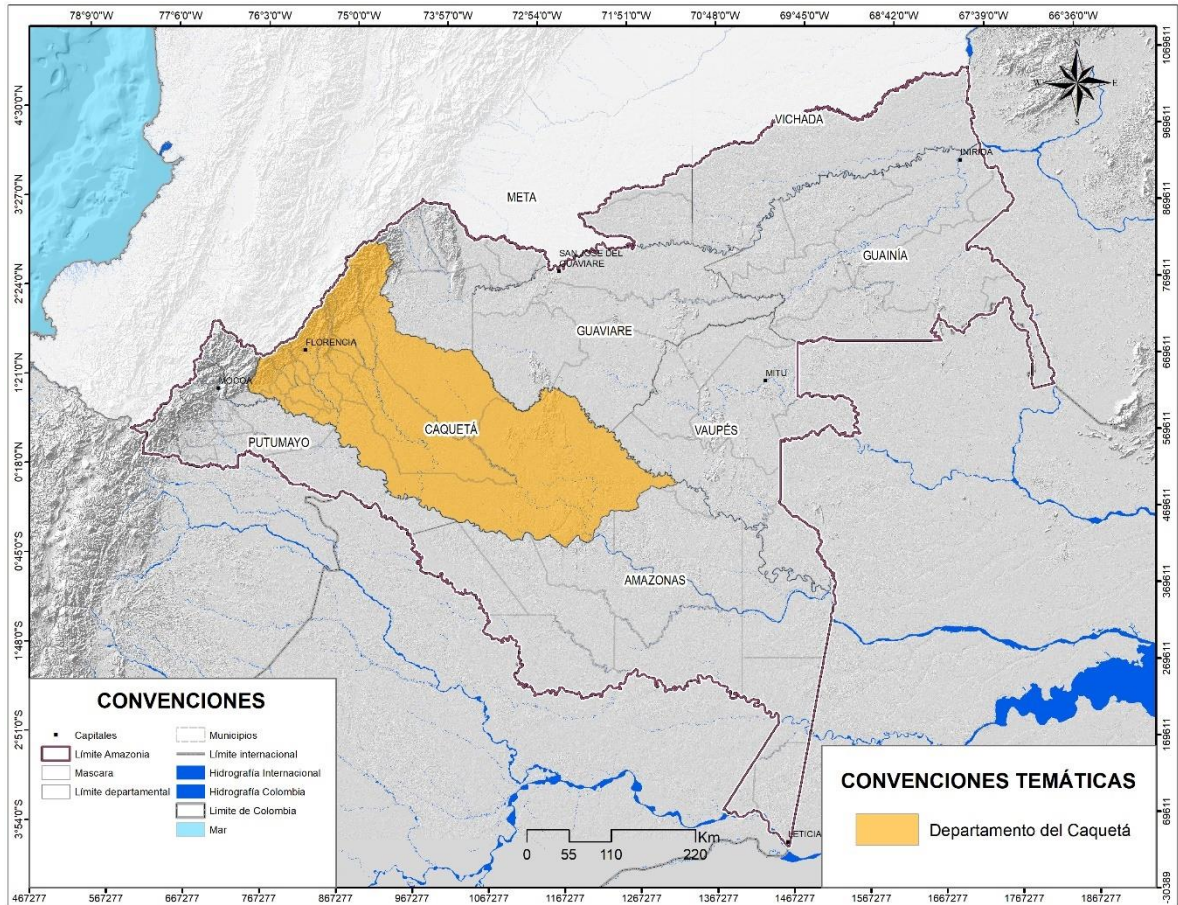 78°9'0"W 77°6'0"W 76°3'0"W 75°0'0"W 73°57'0"W 72°54'0"W 71°51'0"W 70°48'0"W 69°45'0"W 68°42'0"W 67°39'0"W 66°36'0"W
4°30'0"N
3°27'0"N
2°24'0"N
1°21'0"N
0°18'0"N
0°45'0"S
1°48'0"S
2°51'0"S
3°54'0"S
1069611
969611
869611
769611
669611
569611
469611
369611
269611
169611
69611
-30389
N
W E
S
VICHADA
INIRIDA
META
SAN JOSE DEL
GUAVIARE
GUAINÍA
GUAVIARE
FLORENCIA
MITU
MOCOA
CAQUETÁ
VAUPÉS
PUTUMAYO
AMAZONAS
LETICIA
CONVENCIONES
Capitales
Límite Amazonia
Mascara
Límite departamental
Municipios
Límite internacional
Hidrografía Internacional
Hidrografía Colombia
Limite de Colombia
Mar
Km
0 55 110 220
CONVENCIONES TEMÁTICAS
Departamento del Caquetá
467277 567277 667277 767277 867277 967277 1067277 1167277 1267277 1367277 1467277 1567277 1667277 1767277 1867277